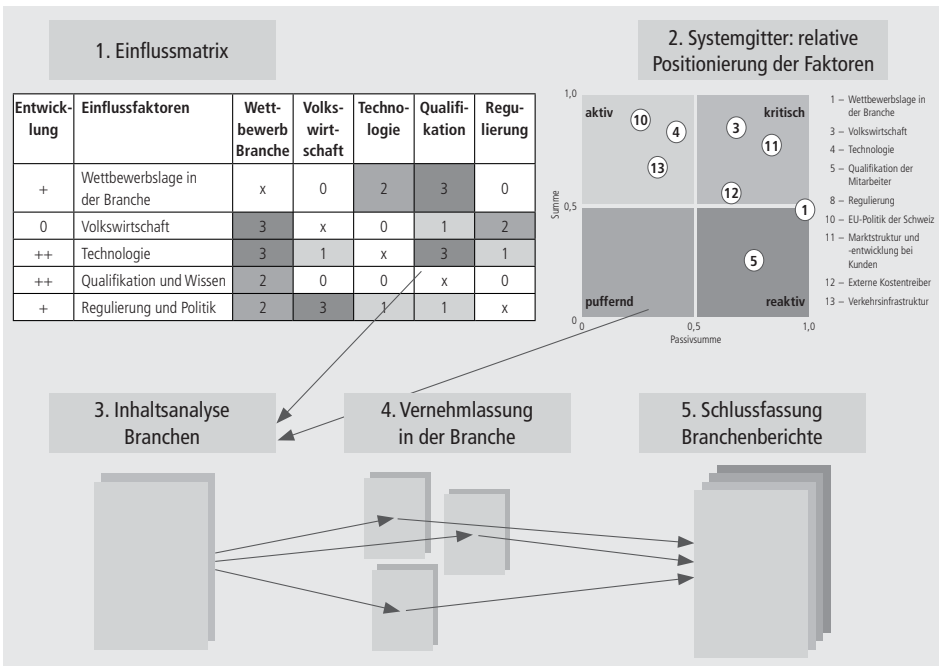 1. Einflussmatrix
Entwick-
lung
Einflussfaktoren
Wett-
bewerb
Branche
Volks-
wirt-
schaft
Techno-
logie
Qualifi-
kation
Regu-
lierung
+ Wettbewerbslage in
der Branche
x 0 2 3 0
0 Volkswirtschaft 3 x 0 1 2
++ Technologie 3 1 x 3 1
++ Qualifikation und Wissen 2 0 0 x 0
+ Regulierung und Politik 2 3 1 1 x
2. Systemgitter: relative
Positionierung der Faktoren
1,0
aktiv
kritisch
10
4
3
11
13
12
Summe
0,5
1
5
puffernd
reaktiv
0
0
0,5
1,0
Passivsumme
1 – Wettbewerbslage in
der Branche
3 – Volkswirtschaft
4 – Technologie
5 – Qualifikation der
Mitarbeiter
8 – Regulierung
10 – EU-Politik der Schweiz
11 – Marktstruktur und
-entwicklung bei
Kunden
12 – Externe Kostentreiber
13 – Verkehrsinfrastruktur
3. Inhaltsanalyse
Branchen
4. Vernehmlassung
in der Branche
5. Schlussfassung
Branchenberichte